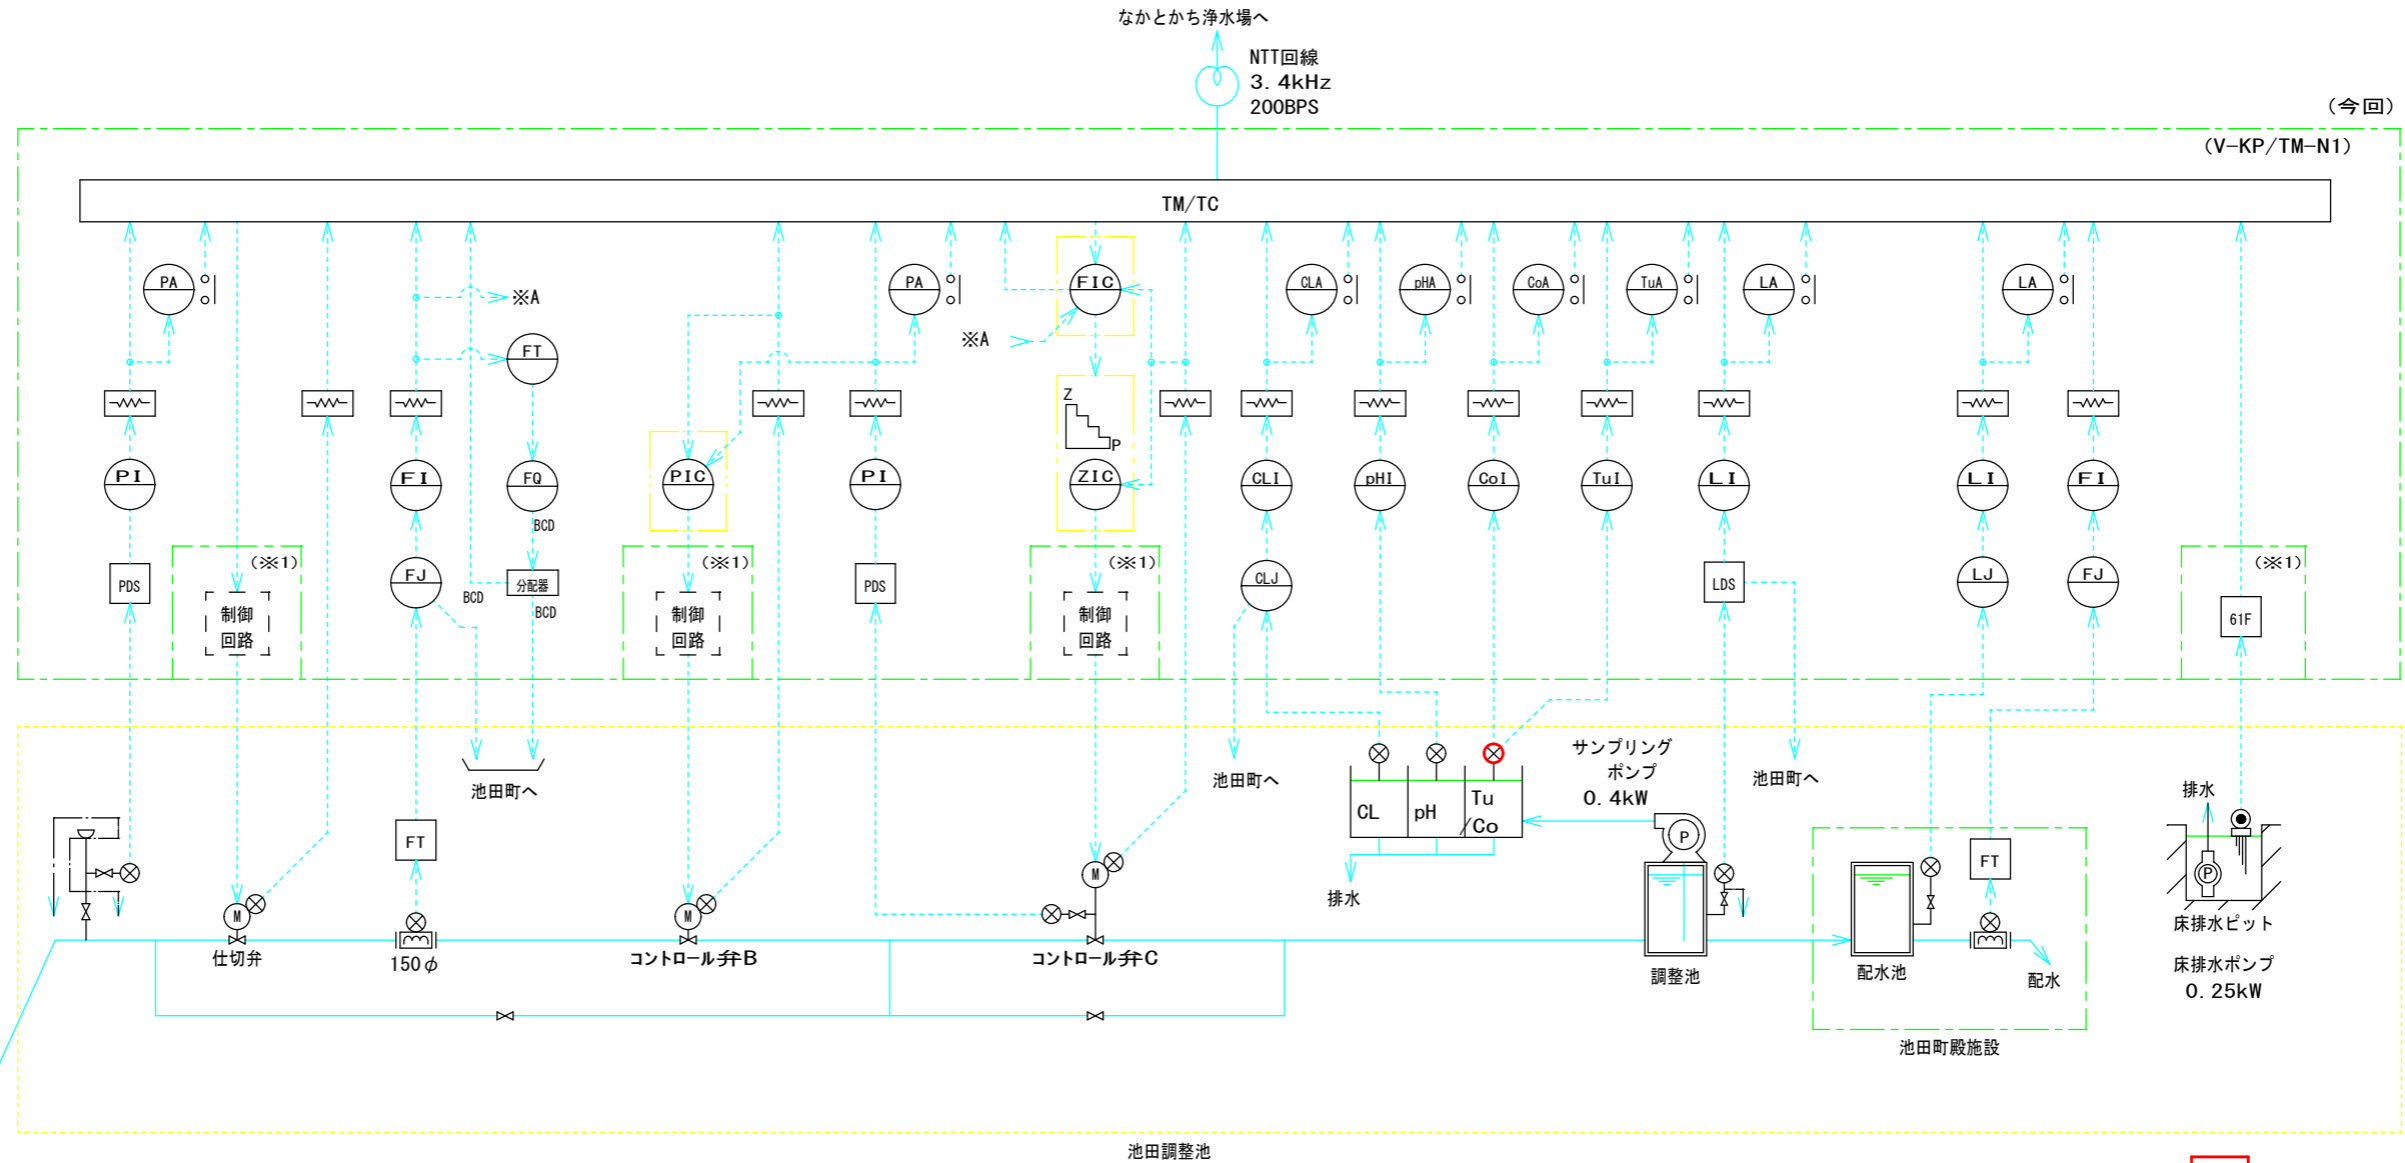 なかとかち浄水場へ
NTT回線
3.4kHz
200BPS
(今回)
(V-KP/TM-N1)
TM/TC
PA
※A
FT
PA
FIC
※A
CLA
pHA
CoA
TuA
LA
LA
Z
P
PI
FI
FQ
PIC
PI
ZIC
CLI
pHI
CoI
TuI
LI
LI
FI
BCD
PDS
(※1)
制御
回路
FJ
BCD
分配器
BCD
(※1)
制御
回路
PDS
(※1)
制御
回路
CLJ
LDS
LJ
FJ
(※1)
61F
池田町へ
池田町へ
サンプリング
ポンプ
0.4kW
池田町へ
CL
pH
Tu
/Co
排水
FT
M
M
M
P
排水
FT
P
仕切弁
150φ
コントロール弁B
コントロール弁C
調整池
配水池
配水
床排水ピット
床排水ポンプ
0.25kW
池田町殿施設
池田調整池